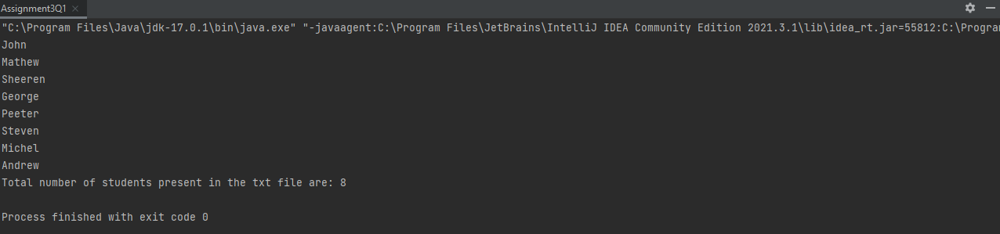 Assignment3Q1
"C:\Program Files\Java\jdk-17.0.1\bin\java.exe" "-javaagent:C:\Program Files\JetBrains\IntelliJ IDEA Community Edition 2021.3.1\lib\idea_rt.jar=55812:C:\Program
John
Mathew
Sheeren
George
Peeter
Steven
Michel
Andrew
Total number of students present in the txt file are: 8
Process finished with exit code 0